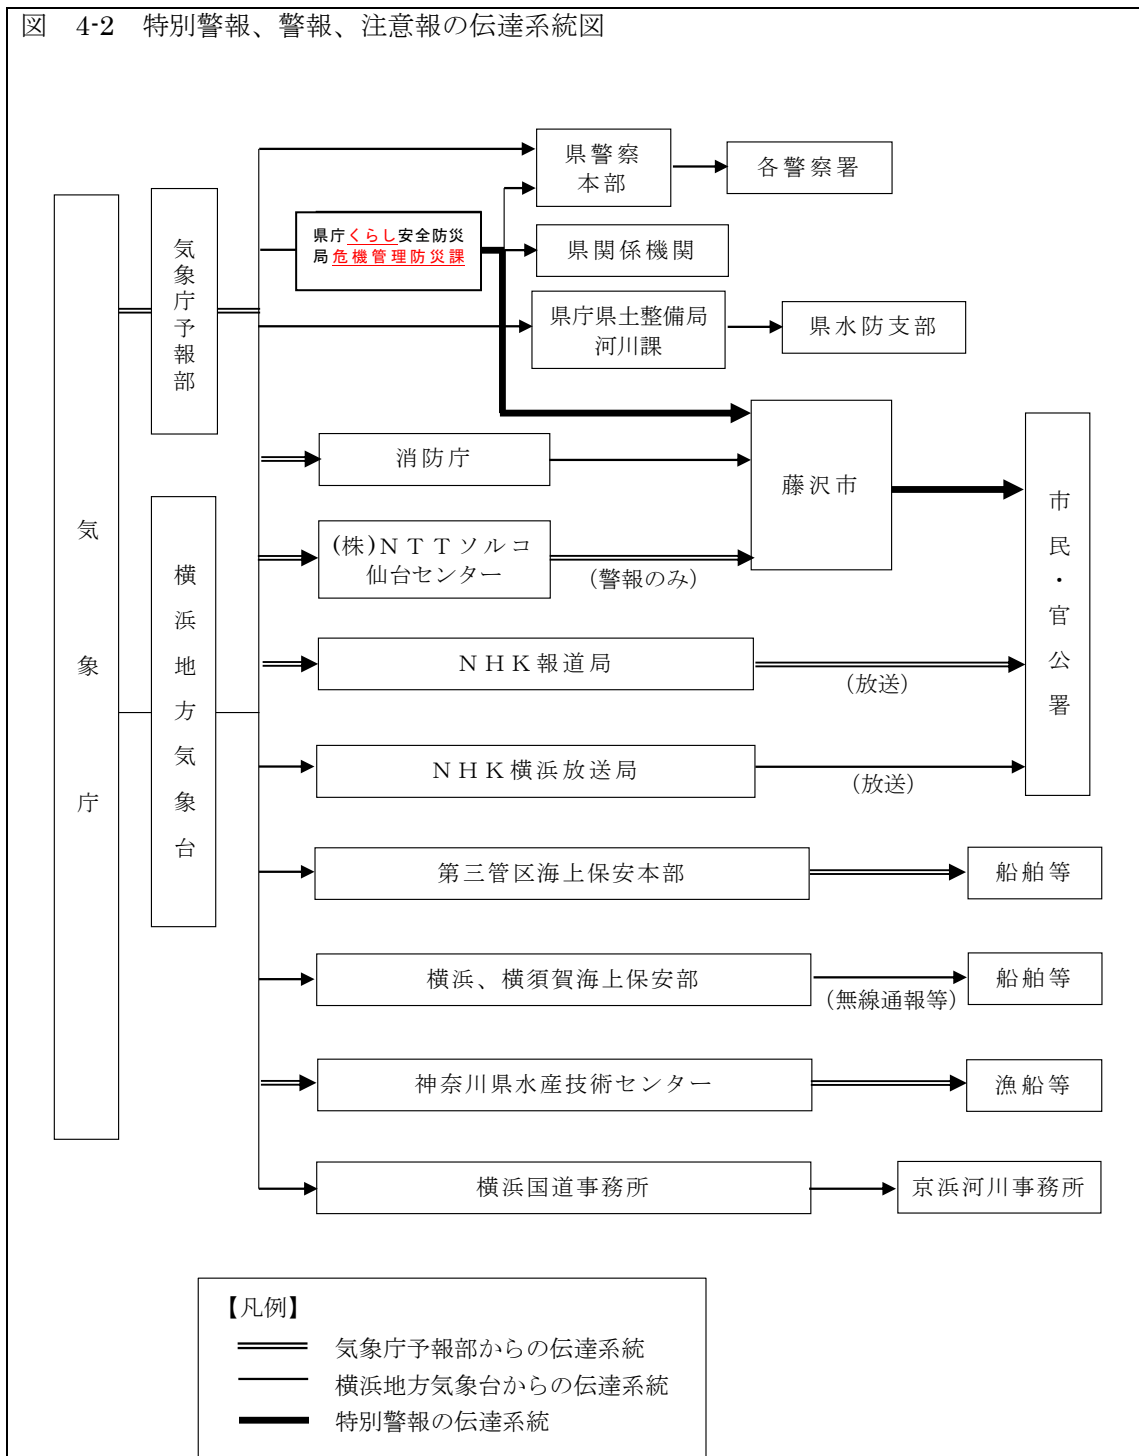 図　4-2　特別警報、警報、注意報の伝達系統図
県警察
本部
各警察署
県庁くらし安全防災
局危機管理防災課
県関係機関
気象庁予報部
県庁県土整備局
河川課
県水防支部
消防庁
藤沢市
市民・官公署
気象庁
横浜地方気象台
(株)ＮＴＴソルコ
仙台センター
（警報のみ）
ＮＨＫ報道局
（放送）
ＮＨＫ横浜放送局
（放送）
第三管区海上保安本部
船舶等
横浜、横須賀海上保安部
（無線通報等）
船舶等
神奈川県水産技術センター
漁船等
横浜国道事務所
京浜河川事務所
【凡例】
気象庁予報部からの伝達系統
横浜地方気象台からの伝達系統
特別警報の伝達系統